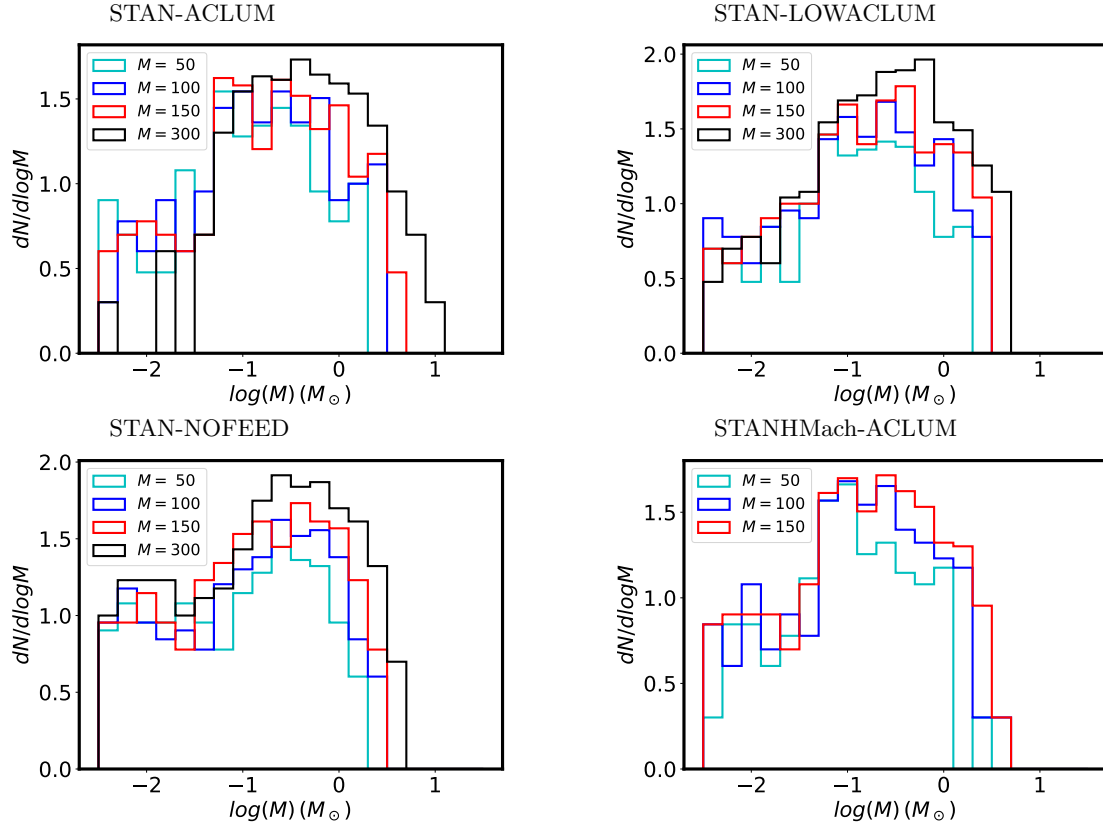 STAN-ACLUM
M = 50
M = 100
M = 150
M = 300
0.0
0.5
1.0
1.5
−2
−1
0
1
dN/dlogM
log(M) (M⊙)
STAN-LOWACLUM
M = 50
M = 100
M = 150
M = 300
0.0
0.5
1.0
1.5
2.0
−2
−1
0
1
dN/dlogM
log(M) (M⊙)
STAN-NOFEED
M = 50
M = 100
M = 150
M = 300
0.0
0.5
1.0
1.5
2.0
−2
−1
0
1
dN/dlogM
log(M) (M⊙)
STANHMach-ACLUM
M = 50
M = 100
M = 150
0.0
0.5
1.0
1.5
−2
−1
0
1
dN/dlogM
log(M) (M⊙)